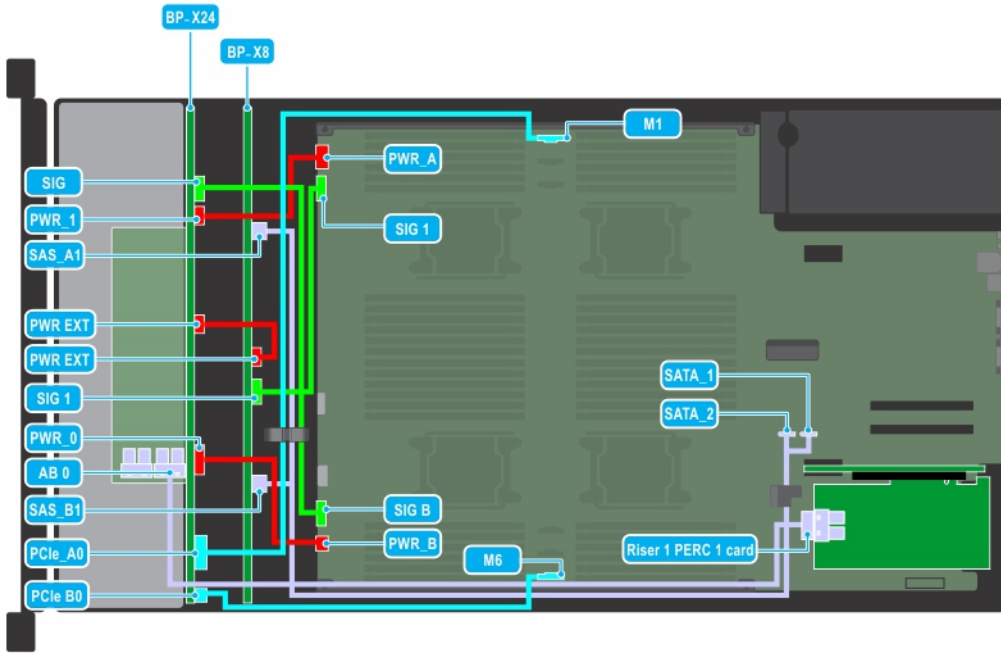 BP-X24
BP-X8
M1
PWR_A
SIG
PWR_1
SIG 1
SAS_A1
PWR EXT
PWR EXT
SATA_1
SIG 1
SATA_2
PWR_0
AB 0
SAS_B1
SIG B
PWR_B
Riser 1 PERC 1 card
PCIe_A0
M6
PCIe B0